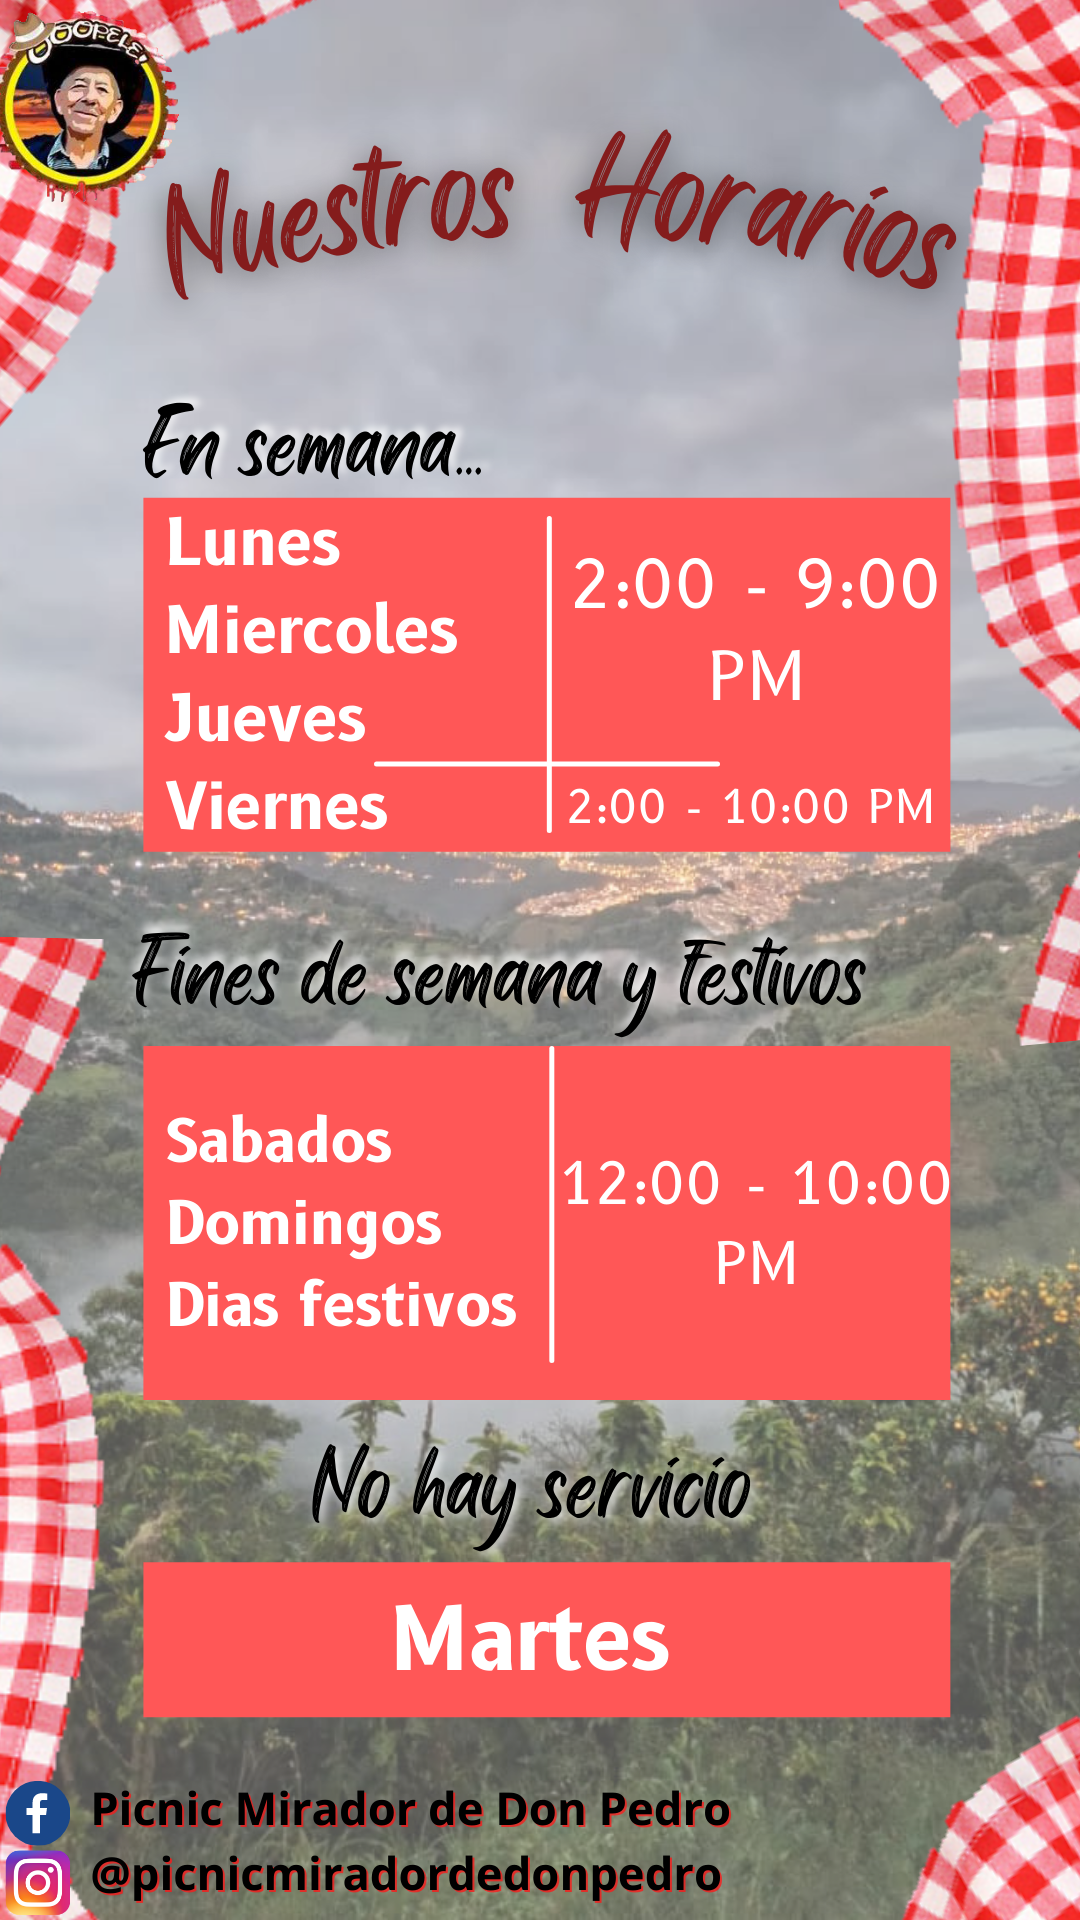 OOOPELE!
Nuestros Horarios
En semana...
Lunes
Miercoles
Jueves
Viernes
2:00 - 9:00
PM
2:00 - 10:00 PM
Fines de semana y festivos
Sabados
Domingos
Dias festivos
12:00 - 10:00
PM
No hay servicio
Martes
Picnic Mirador de Don Pedro
@picnicmiradordedonpedro